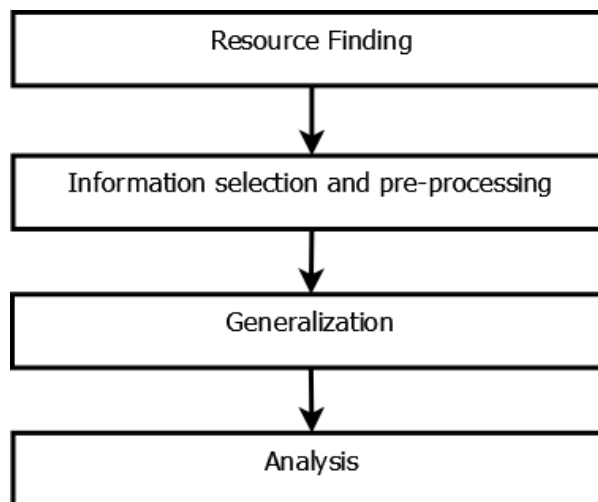 Resource Finding
Information selection and pre-processing
Generalization
Analysis